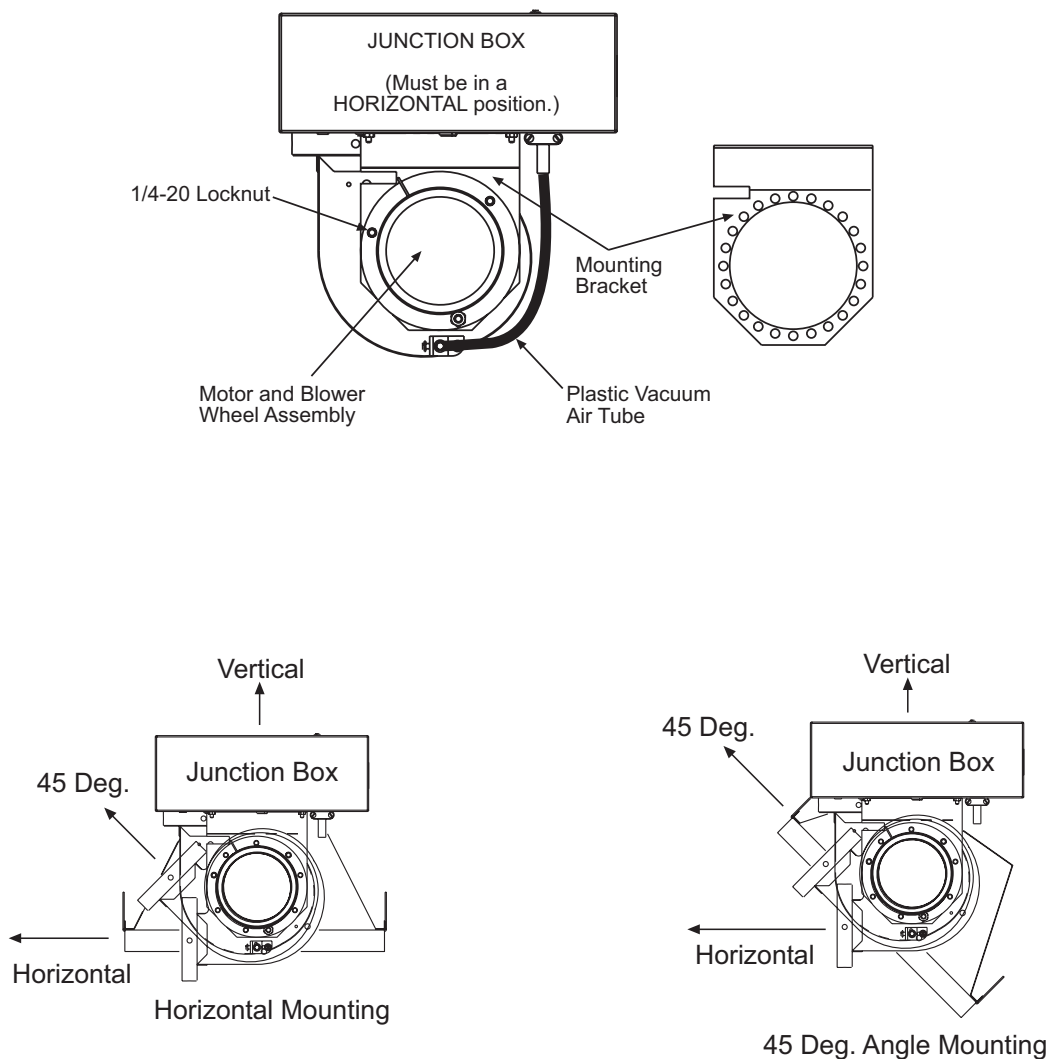 JUNCTION BOX
(Must be in a
HORIZONTAL position.)
1/4-20 Locknut
Mounting
Bracket
Motor and Blower
Wheel Assembly
Plastic Vacuum
Air Tube
Vertical
45 Deg.
Junction Box
Horizontal
Horizontal Mounting
Vertical
45 Deg.
Junction Box
Horizontal
45 Deg. Angle Mounting